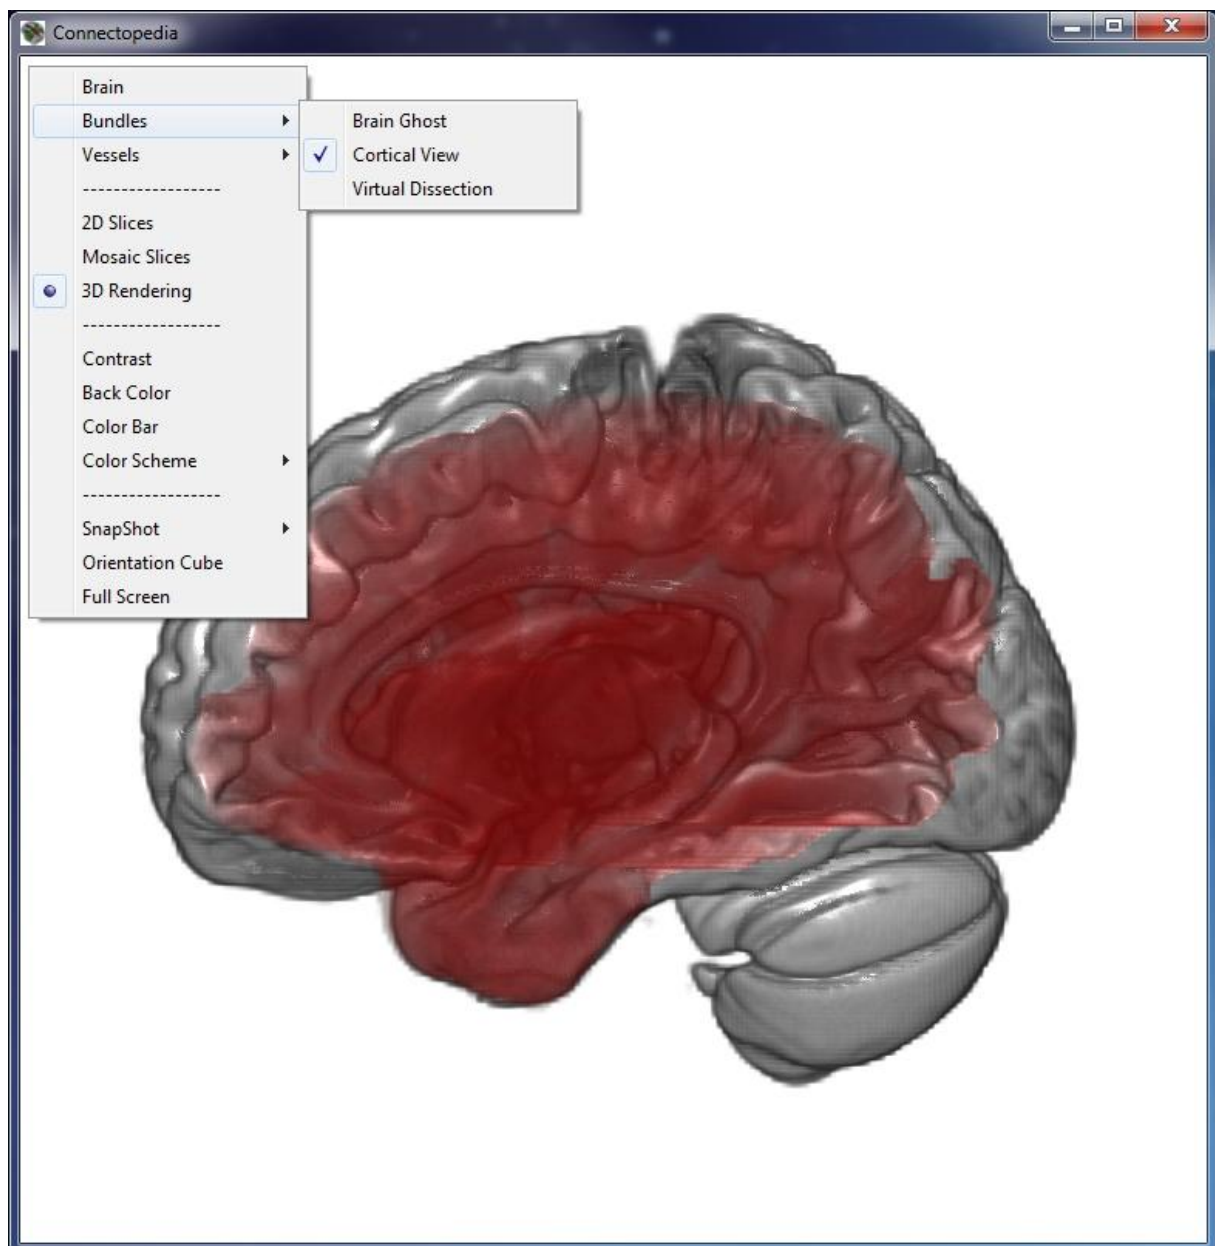 Connectopedia
Brain
Bundles
Vessels
------------------
2D Slices
Mosaic Slices
3D Rendering
------------------
Contrast
Back Color
Color Bar
Color Scheme
------------------
SnapShot
Orientation Cube
Full Screen
Brain Ghost
Cortical View
Virtual Dissection